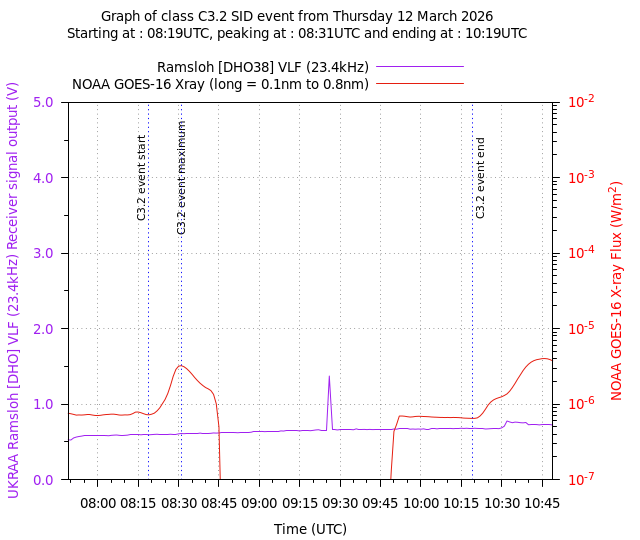 Graph of class C3.2 SID event from Thursday 12 March 2026
Starting at : 08:19UTC, peaking at : 08:31UTC and ending at : 10:19UTC
Ramsloh [DHO38] VLF (23.4kHz)
NOAA GOES-16 Xray (long = 0.1nm to 0.8nm)
UKRAA Ramsloh [DHO] VLF (23.4kHz) Receiver signal output (V)
5.0
4.0
3.0
2.0
1.0
0.0
C3.2 event start
C3.2 event maximum
C3.2 event end
10^-2
10^-3
10^-4
10^-5
10^-6
10^-7
NOAA GOES-16 X-ray Flux (W/m²)
08:00 08:15 08:30 08:45 09:00 09:15 09:30 09:45 10:00 10:15 10:30 10:45
Time (UTC)